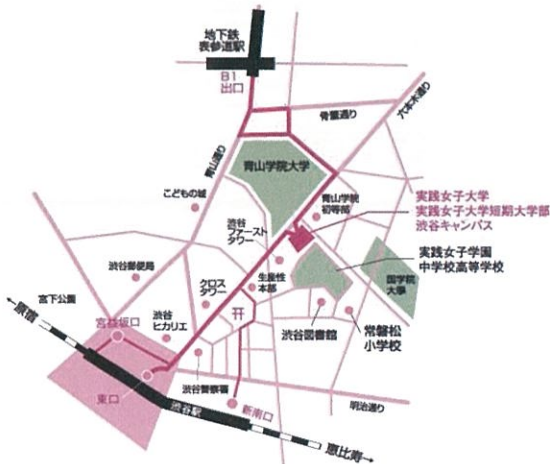 地下鉄
表参道駅
B1
出口
骨董通り
六本木通り
青山通り
青山学院大学
こどもの城
青山学院
初等部
実践女子大学
実践女子大学短期大学部
渋谷キャンパス
渋谷
ファースト
タワー
実践女子学園
中学校高等学校
渋谷郵便局
クロス
タワー
生産性
本部
国学院
大学
宮下公園
原宿
宮益坂口
渋谷
ヒカリエ
渋谷図書館
常磐松
小学校
東口
渋谷警察署
渋谷駅
新南口
明治通り
恵比寿